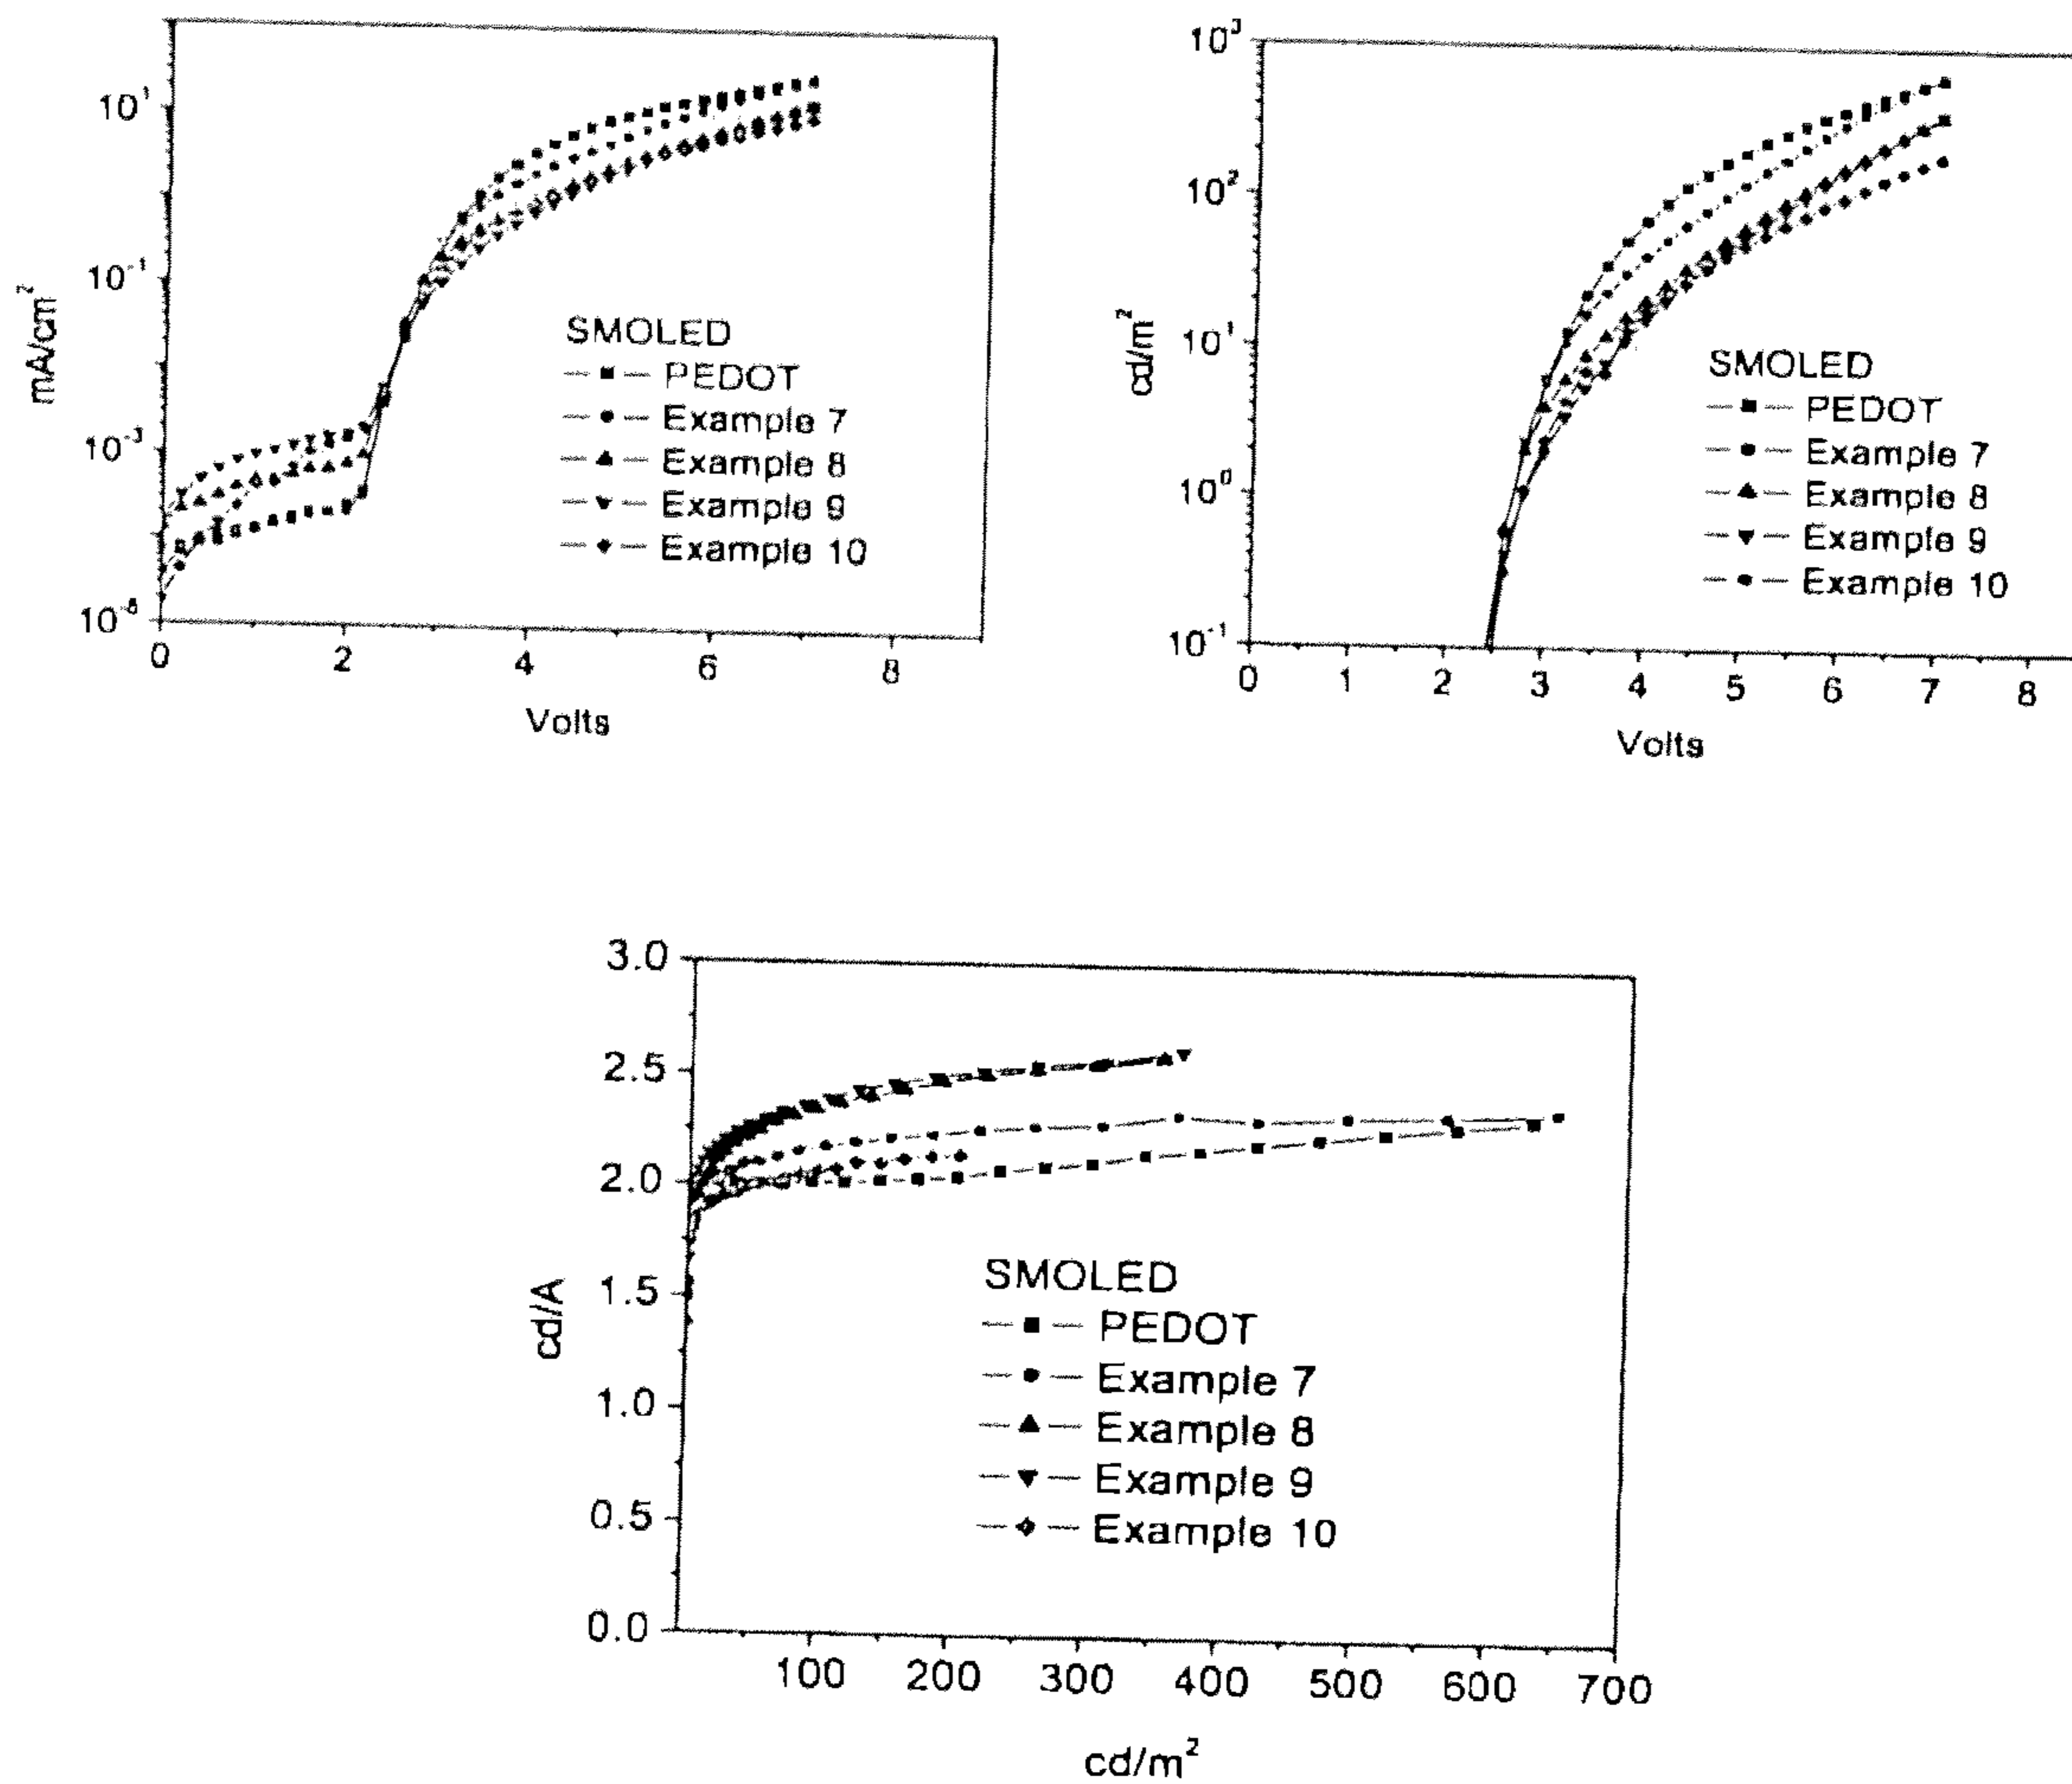 10¹
10⁻¹
10⁻³
10⁻⁵
mA/cm²
0 2 4 6 8
Volts
SMOLED
PEDOT
Example 7
Example 8
Example 9
Example 10
10³
10²
10¹
10⁰
10⁻¹
cd/m²
0 1 2 3 4 5 6 7 8
Volts
SMOLED
PEDOT
Example 7
Example 8
Example 9
Example 10
3.0
2.5
2.0
1.5
1.0
0.5
0.0
cd/A
100 200 300 400 500 600 700
cd/m²
SMOLED
PEDOT
Example 7
Example 8
Example 9
Example 10